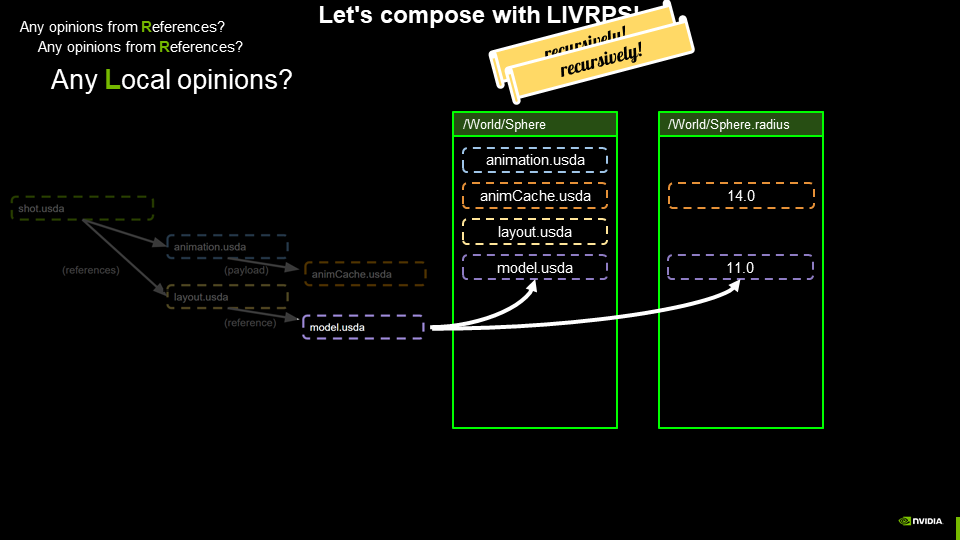 Let's compose with LIVRPS!
Any opinions from References?
Any opinions from References?
Any Local opinions?
recursively!
recursively!
/World/Sphere
/World/Sphere.radius
animation.usda
animCache.usda
14.0
layout.usda
model.usda
11.0
shot.usda
animation.usda
(references)
(payload)
animCache.usda
layout.usda
(reference)
model.usda
NVIDIA.